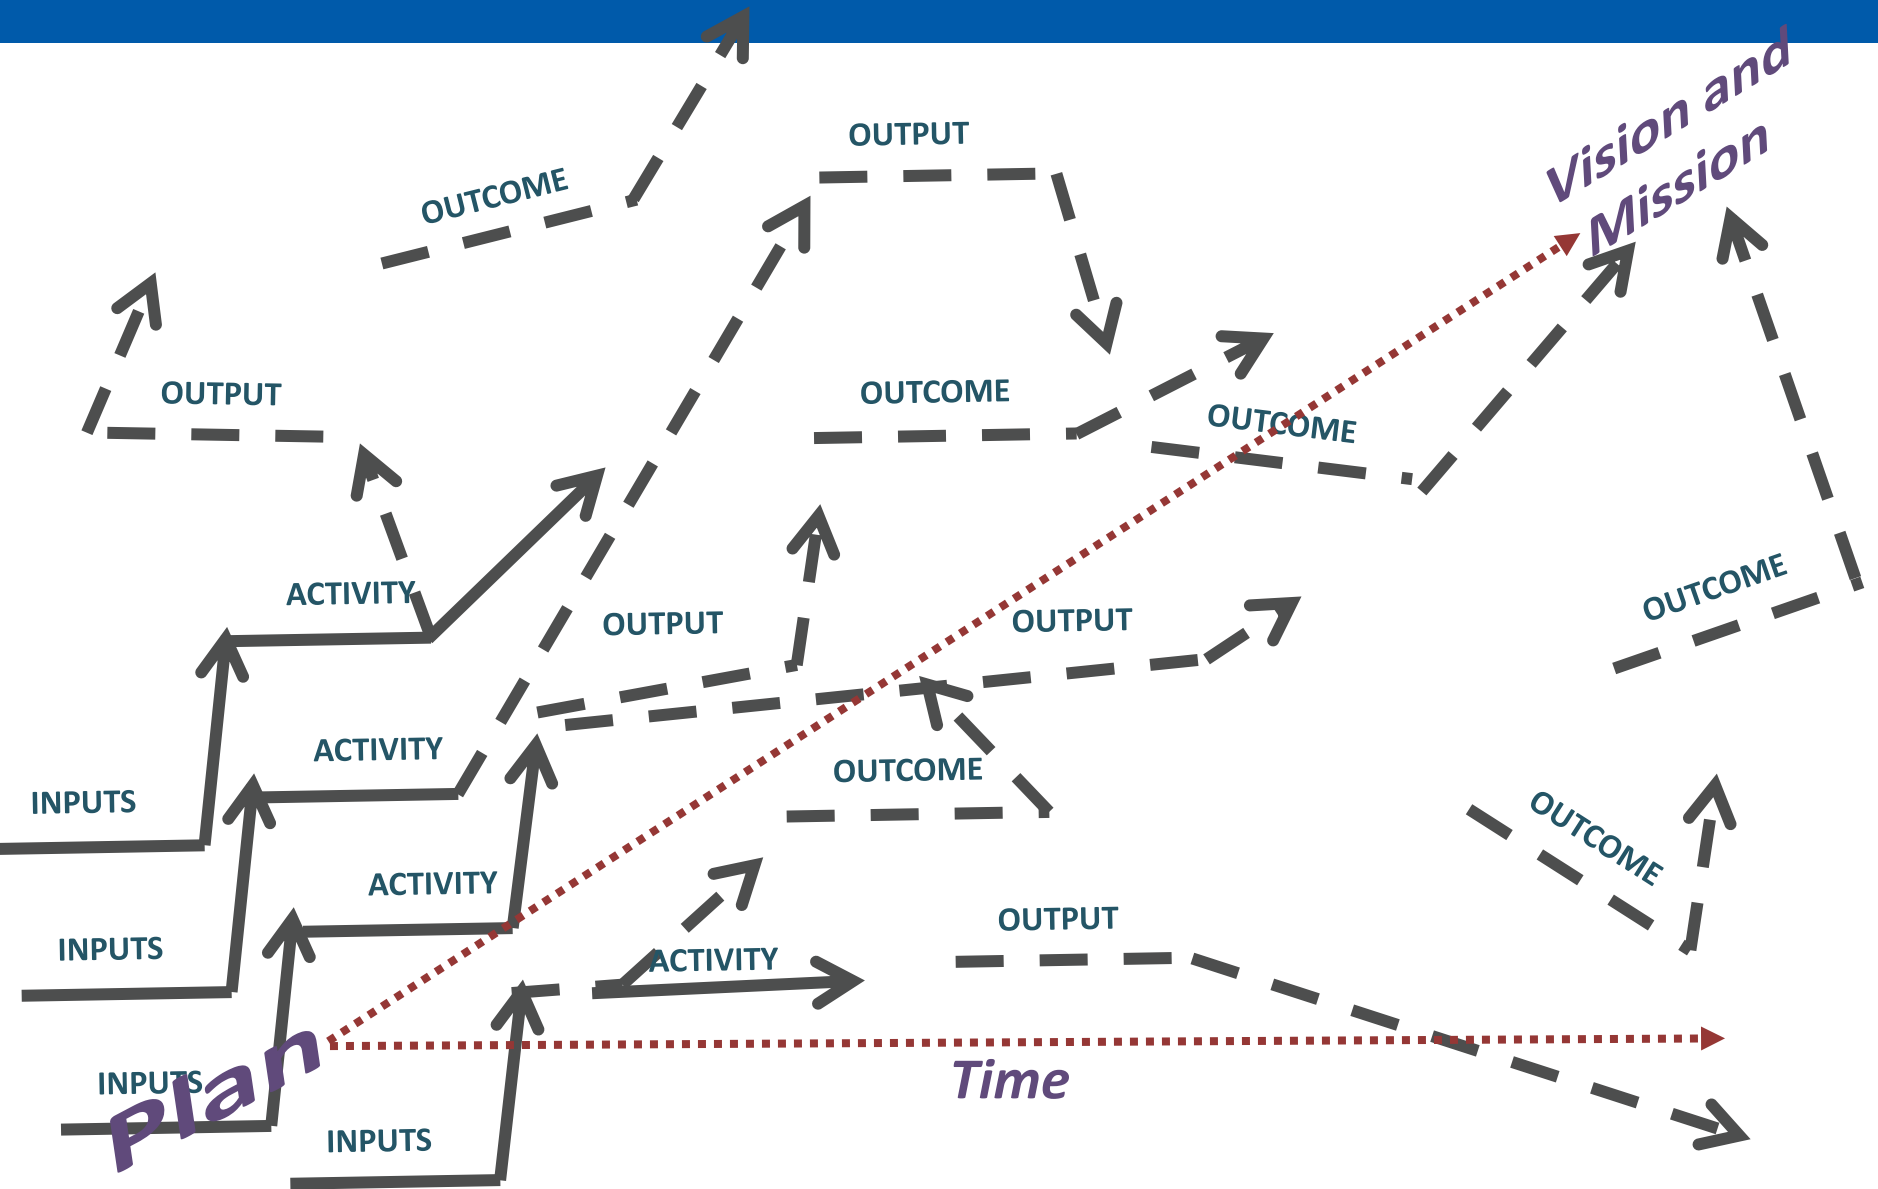 Vision and
Mission
OUTPUT
OUTCOME
OUTPUT
OUTCOME
OUTCOME
ACTIVITY
OUTPUT
OUTPUT
OUTCOME
ACTIVITY
OUTCOME
INPUTS
OUTCOME
ACTIVITY
OUTPUT
INPUTS
ACTIVITY
Plan
INPUTS
Time
INPUTS